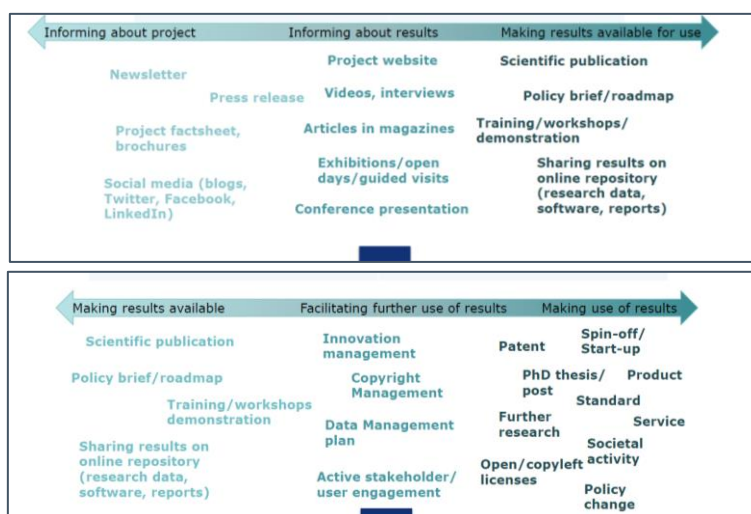 Informing about project
Informing about results
Making results available for use
Newsletter
Press release
Project factsheet,
brochures
Social media (blogs,
Twitter, Facebook,
LinkedIn)
Project website
Videos, interviews
Articles in magazines
Exhibitions/open
days/guided visits
Conference presentation
Scientific publication
Policy brief/roadmap
Training/workshops/
demonstration
Sharing results on
online repository
(research data,
software, reports)
Making results available
Facilitating further use of results
Making use of results
Scientific publication
Policy brief/roadmap
Training/workshops
demonstration
Sharing results on
online repository
(research data,
software, reports)
Innovation
management
Copyright
Management
Data Management
plan
Active stakeholder/
user engagement
Patent
Spin-off/
Start-up
PhD thesis/
post
Product
Standard
Further
research
Service
Societal
activity
Open/copyleft
licenses
Policy
change